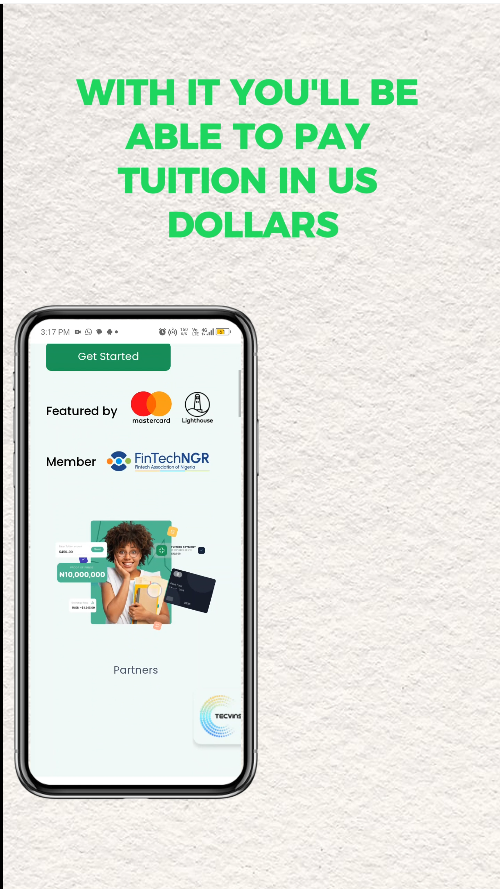 WITH IT YOU'LL BE
ABLE TO PAY
TUITION IN US
DOLLARS
3:17 PM
Get Started
Featured by
mastercard
Lighthouse
Member
FinTechNGR
Fintech Association of Nigeria
₦10,000,000
Partners
TECVINS